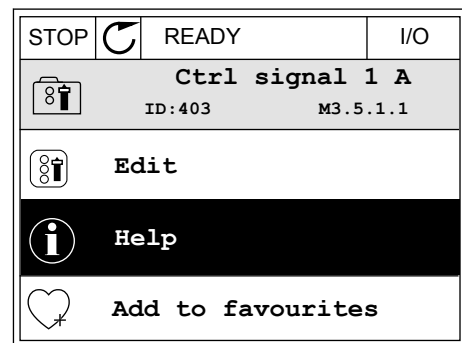 STOP READY I/O
Ctrl signal 1 A
ID:403 M3.5.1.1
Edit
Help
Add to favourites